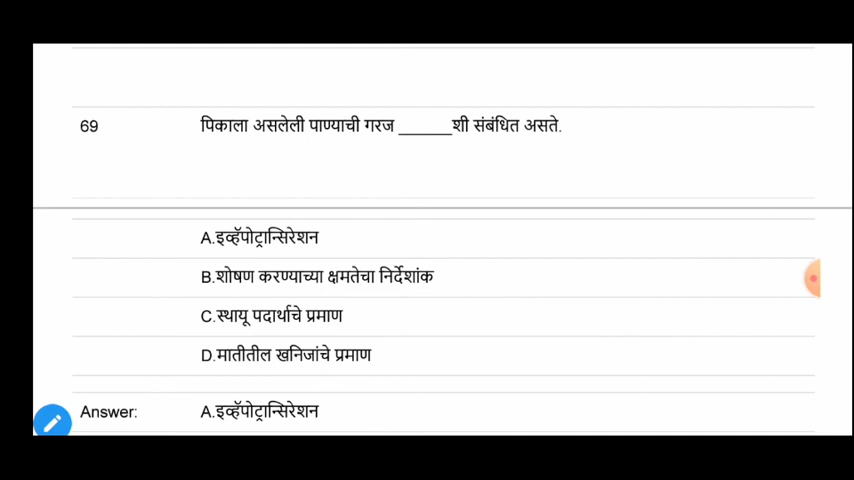 69 पिकाला असलेली पाण्याची गरज ______शी संबंधित असते.
A.इव्हॅपोट्रान्सिरेशन
B.शोषण करण्याच्या क्षमतेचा निर्देशांक
C.स्थायू पदार्थाचे प्रमाण
D.मातीतील खनिजांचे प्रमाण
Answer: A.इव्हॅपोट्रान्सिरेशन